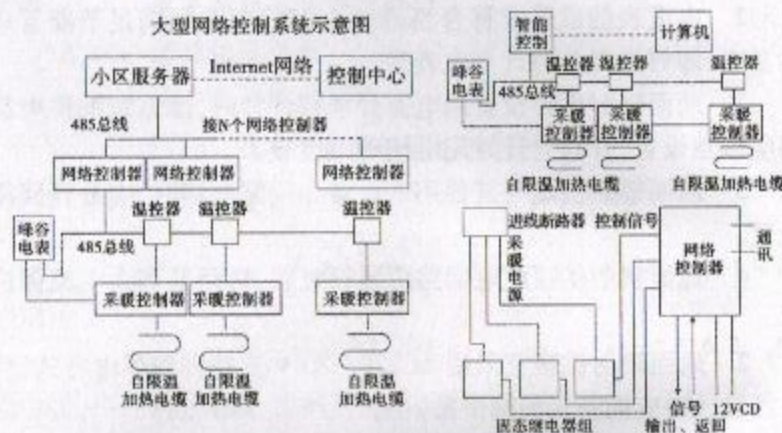 大型网络控制系统示意图
小区服务器
Internet网络
控制中心
485总线
接N个网络控制器
网络控制器
网络控制器
网络控制器
峰谷
电表
485总线
温控器
温控器
温控器
采暖控制器
采暖控制器
采暖控制器
自限温
加热电缆
自限温
加热电缆
自限温
加热电缆
智能
控制
计算机
峰谷
电表
485总线
温控器
温控器
温控器
采暖
控制器
采暖
控制器
采暖
控制器
自限温加热电缆
自限温加热电缆
进线断路器
控制信号
采暖电源
网络
控制器
通讯
固态继电器组
信号
输出、返回
12VCD